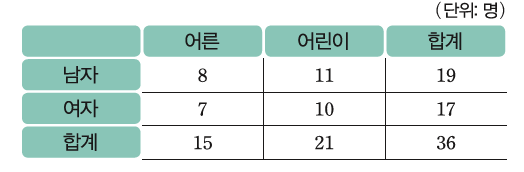 (단위: 명)
어른 어린이 합계
남자 8 11 19
여자 7 10 17
합계 15 21 36